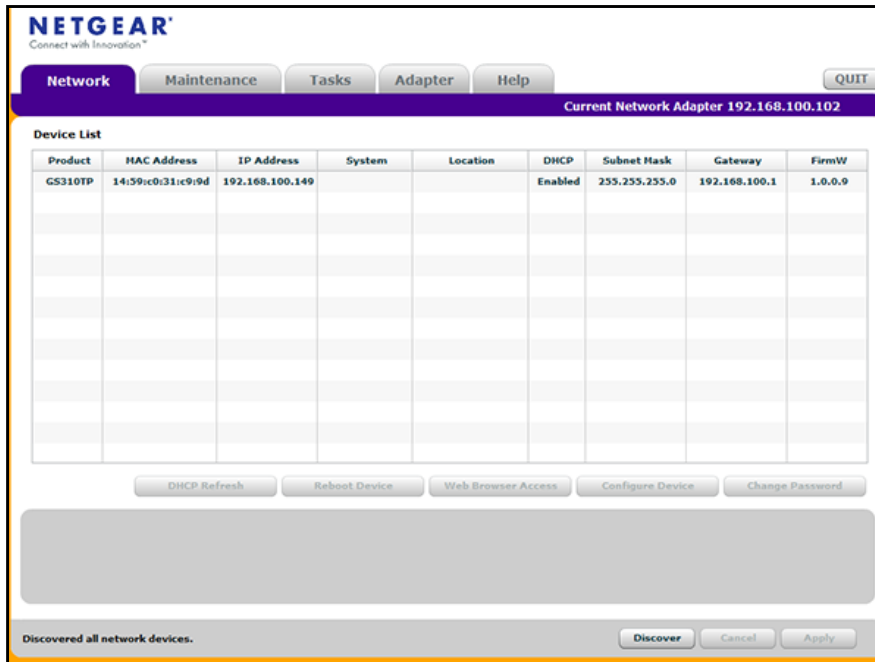 NETGEAR®
Connect with Innovation™
Network Maintenance Tasks Adapter Help QUIT
Current Network Adapter 192.168.100.102
Device List
Product MAC Address IP Address System Location DHCP Subnet Mask Gateway FirmW
GS310TP 14:59:c0:31:c9:9d 192.168.100.149 Enabled 255.255.255.0 192.168.100.1 1.0.0.9
DHCP Refresh Reboot Device Web Browser Access Configure Device Change Password
Discovered all network devices. Discover Cancel Apply